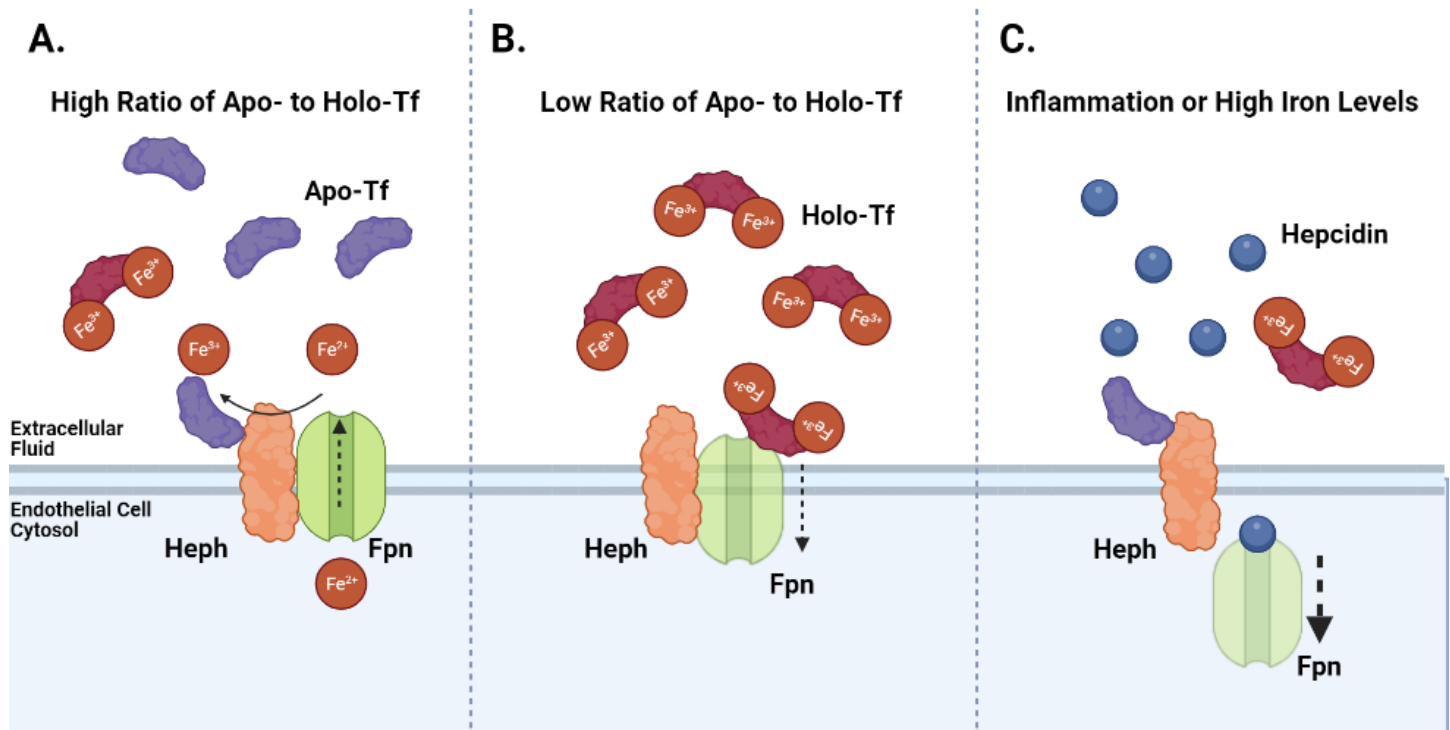 A.
High Ratio of Apo- to Holo-Tf
Apo-Tf
Fe³⁺
Fe³⁺
Fe³⁺
Fe²⁺
Extracellular
Fluid
Endothelial Cell
Cytosol
Heph
Fpn
Fe²⁺
B.
Low Ratio of Apo- to Holo-Tf
Fe³⁺
Fe³⁺
Holo-Tf
Fe³⁺
Fe³⁺
Fe³⁺
Fe³⁺
Fe³⁺
Fe³⁺
Heph
Fpn
C.
Inflammation or High Iron Levels
Hepcidin
Fe³⁺
Fe³⁺
Heph
Fpn